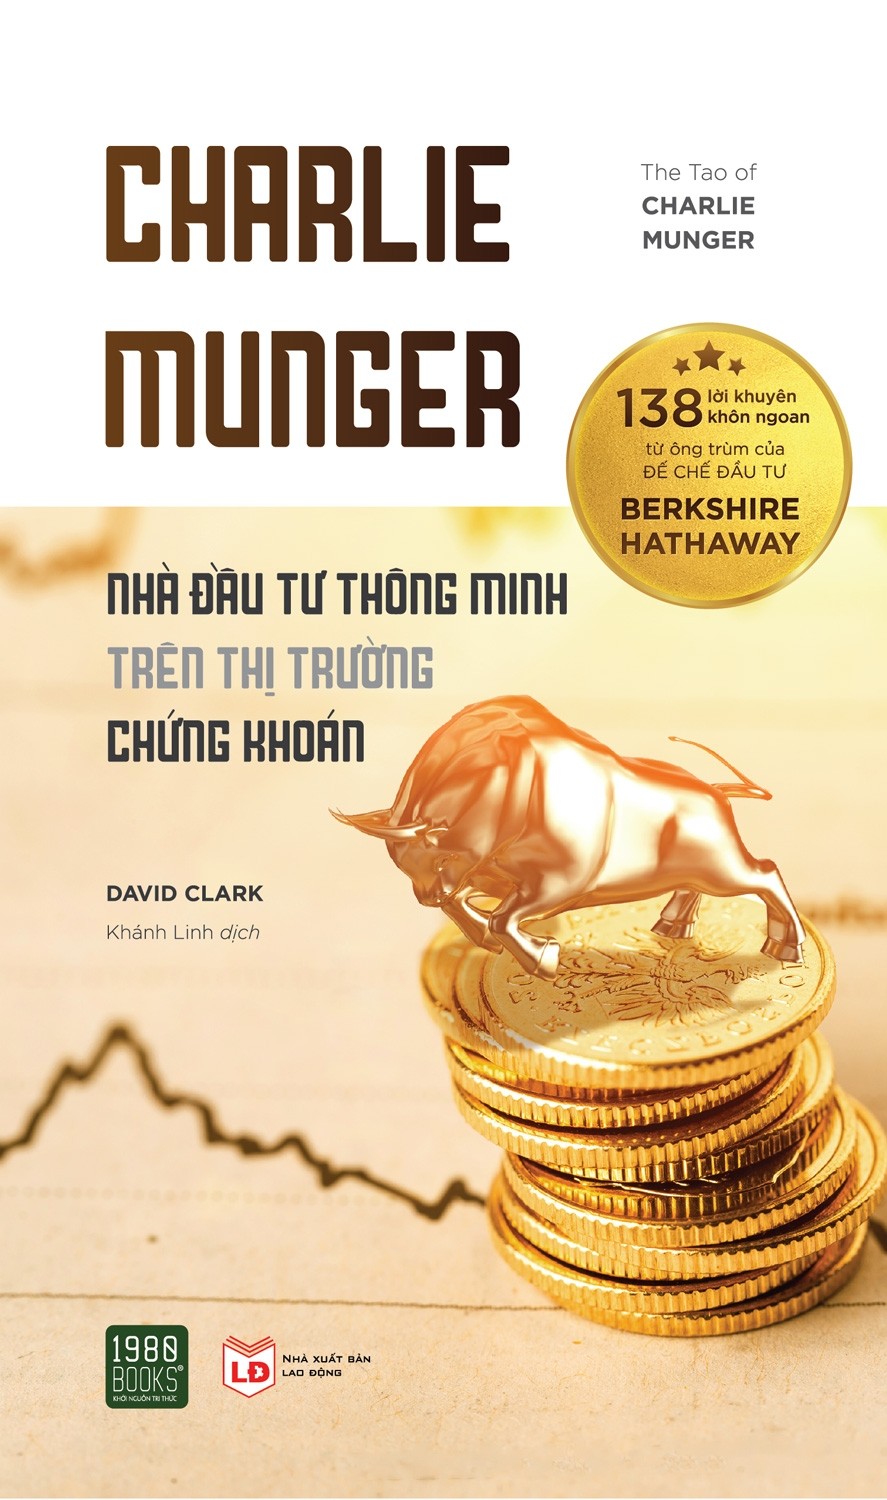 CHARLIE
MUNGER
The Tao of
CHARLIE
MUNGER
138 lời khuyên
khôn ngoan
từ ông trùm của
ĐẾ CHẾ ĐẦU TƯ
BERKSHIRE
HATHAWAY
NHÀ ĐẦU TƯ THÔNG MINH
TRÊN THỊ TRƯỜNG
CHỨNG KHOÁN
DAVID CLARK
Khánh Linh dịch
1980
BOOKS®
KHƠI NGUỒN TRI THỨC
LĐ
NHÀ XUẤT BẢN
LAO ĐỘNG